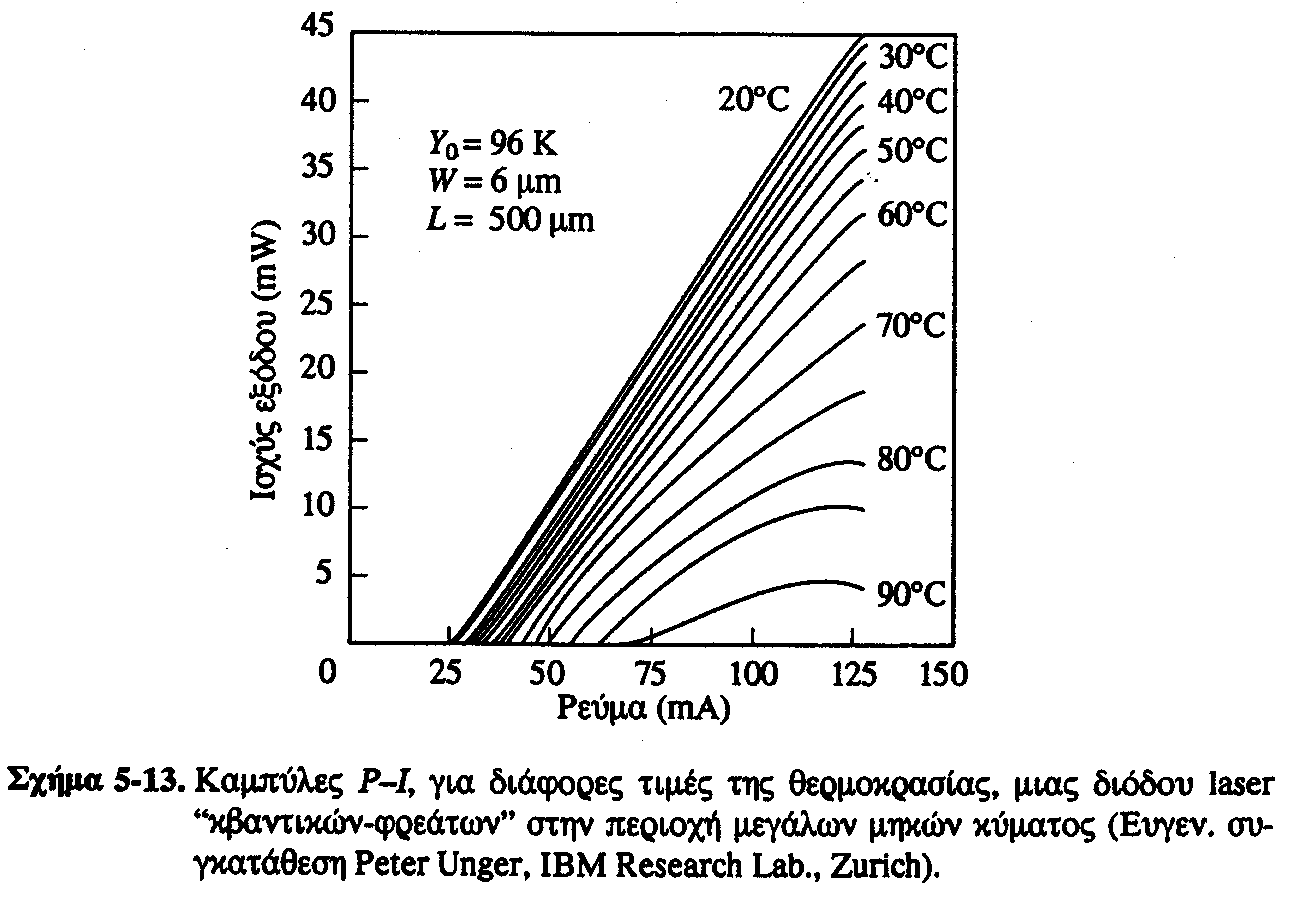 45
40
35
30
25
20
15
10
5
0
25
50
75
100
125
150
Ισχύς εξόδου (mW)
Ρεύμα (mA)
Y0 = 96 K
W = 6 μm
L = 500 μm
20°C
30°C
40°C
50°C
60°C
70°C
80°C
90°C
Σχήμα 5-13. Καμπύλες P–I, για διάφορες τιμές της θερμοκρασίας, μιας διόδου laser
“κβαντικών-φρεάτων” στην περιοχή μεγάλων μηκών κύματος (Ευγεν. συ-
γκατάθεση Peter Unger, IBM Research Lab., Zurich).